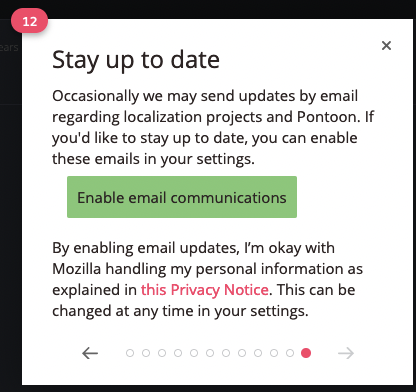 12
ears
Stay up to date
Occasionally we may send updates by email
regarding localization projects and Pontoon. If
you'd like to stay up to date, you can enable
these emails in your settings.
Enable email communications
By enabling email updates, I’m okay with
Mozilla handling my personal information as
explained in this Privacy Notice. This can be
changed at any time in your settings.